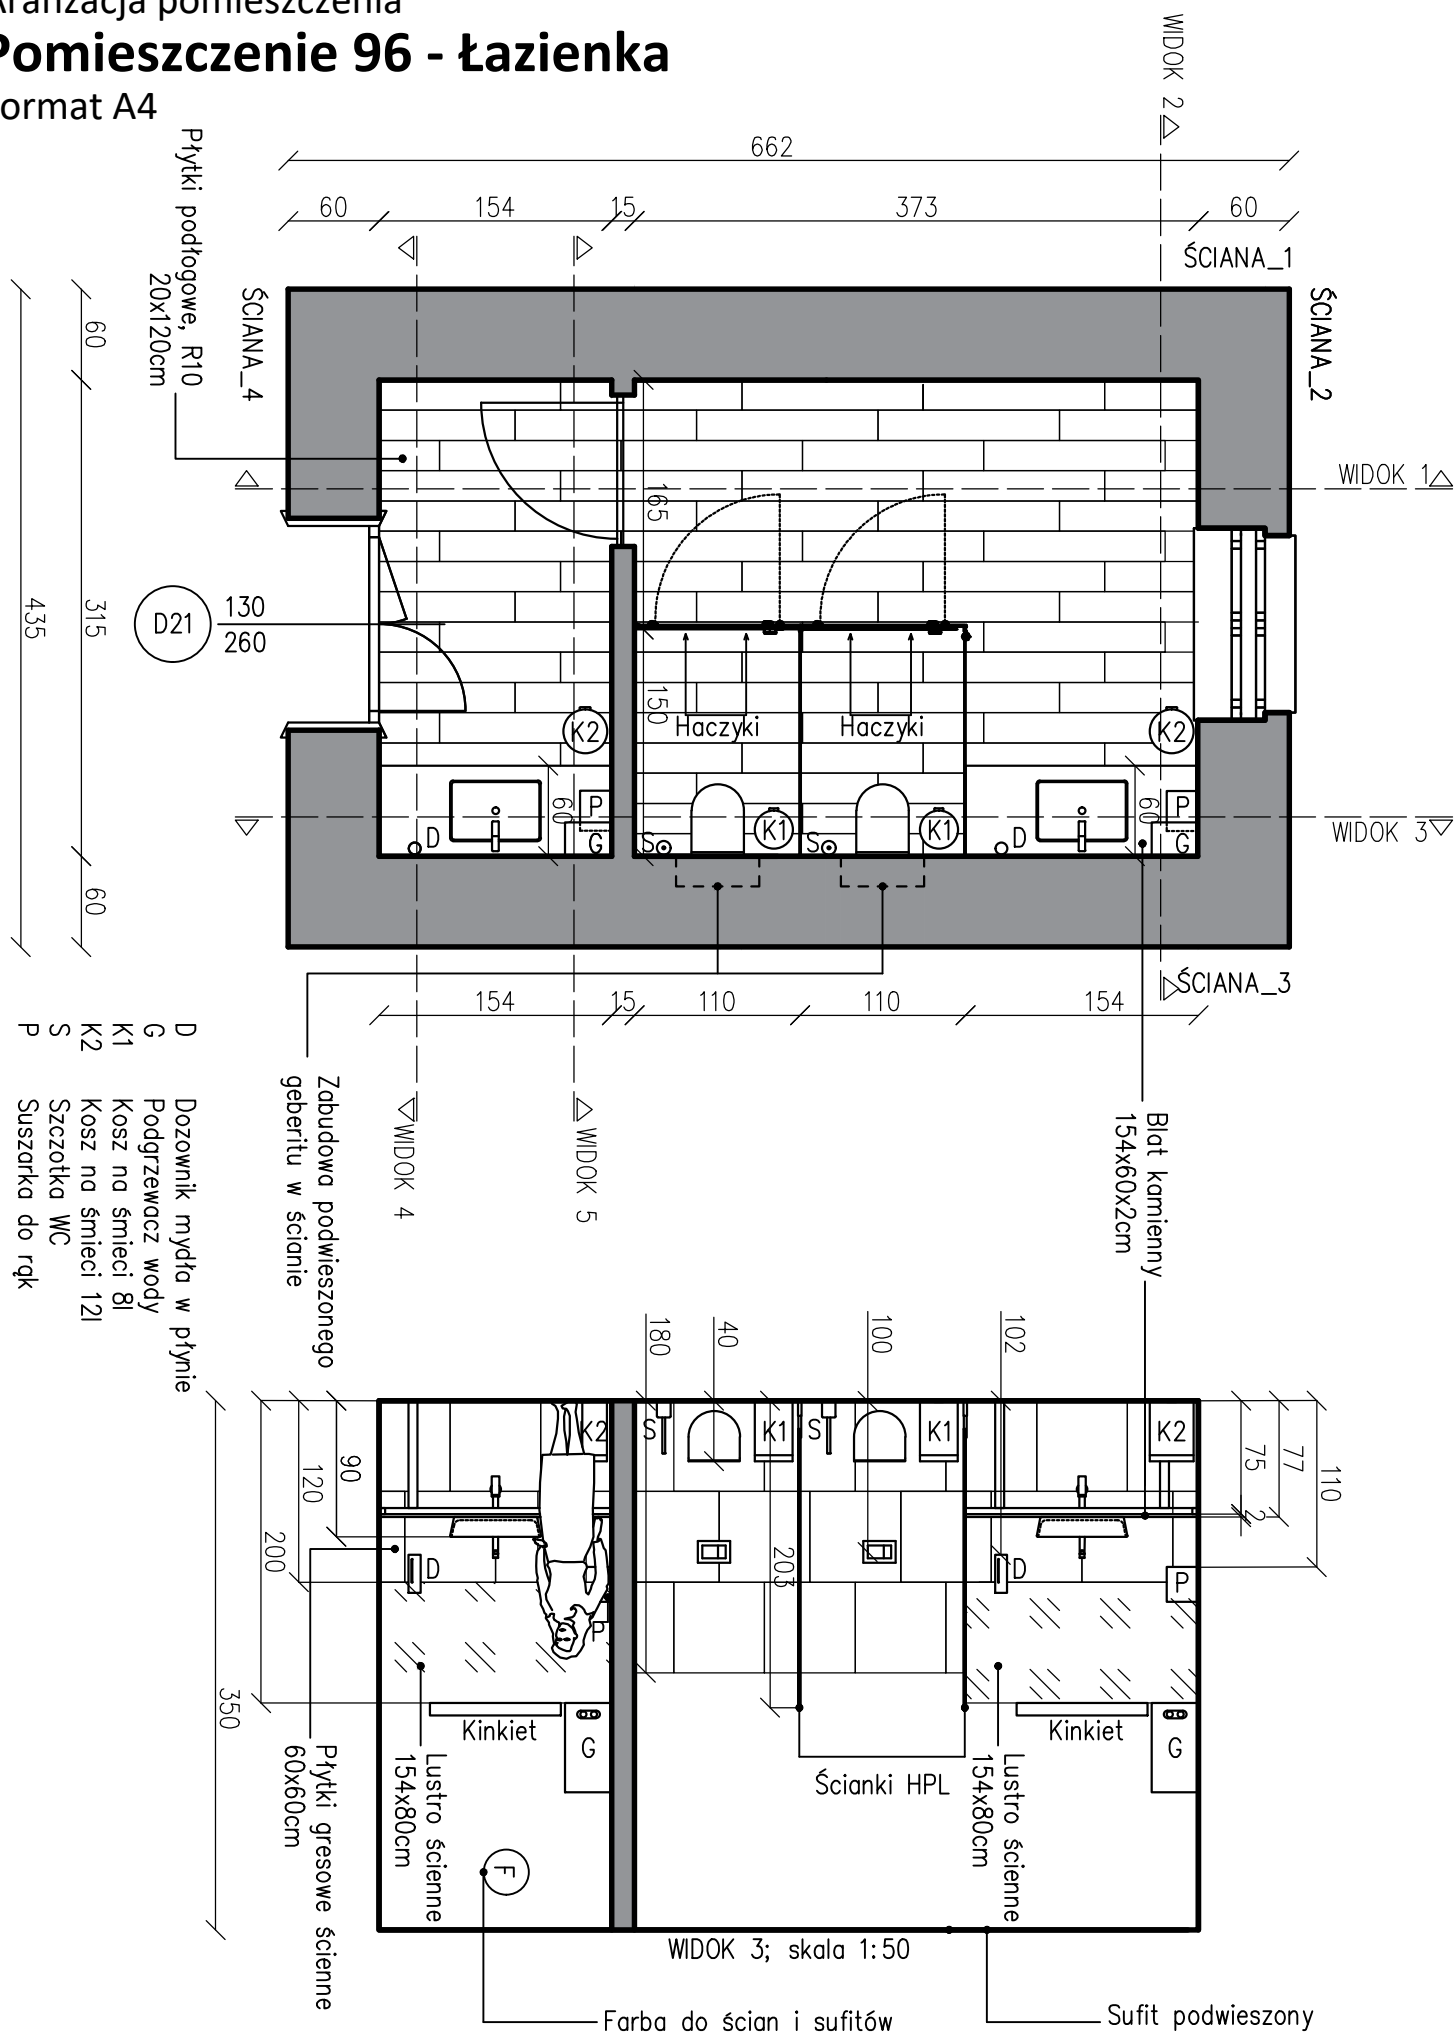 Aranżacja pomieszczenia
Pomieszczenie 96 - Łazienka
ormat A4
WIDOK 2
662
60
154
15
373
60
ŚCIANA_1
ŚCIANA_2
ŚCIANA_4
Płytki podłogowe, R10
20x120cm
60
315
60
435
WIDOK 1
165
D21
130
260
150
Haczyki
Haczyki
K2
K2
60
P
G
D
S
K1
S
K1
D
60
P
G
WIDOK 3
ŚCIANA_3
154
15
110
110
154
Zabudowa podwieszonego
geberitu w ścianie
WIDOK 4
WIDOK 5
Blat kamienny
154x60x2cm
D Dozownik mydła w płynie
G Podgrzewacz wody
K1 Kosz na śmieci 8l
K2 Kosz na śmieci 12l
S Szczotka WC
P Suszarka do rąk
180
40
100
102
75
2
77
110
90
120
200
350
203
K2
S
K1
S
K1
K2
D
P
D
P
Kinkiet
G
Kinkiet
G
Ścianki HPL
Lustro ścienne
154x80cm
Lustro ścienne
154x80cm
Płytki gresowe ścienne
60x60cm
F
WIDOK 3; skala 1:50
Farba do ścian i sufitów
Sufit podwieszony